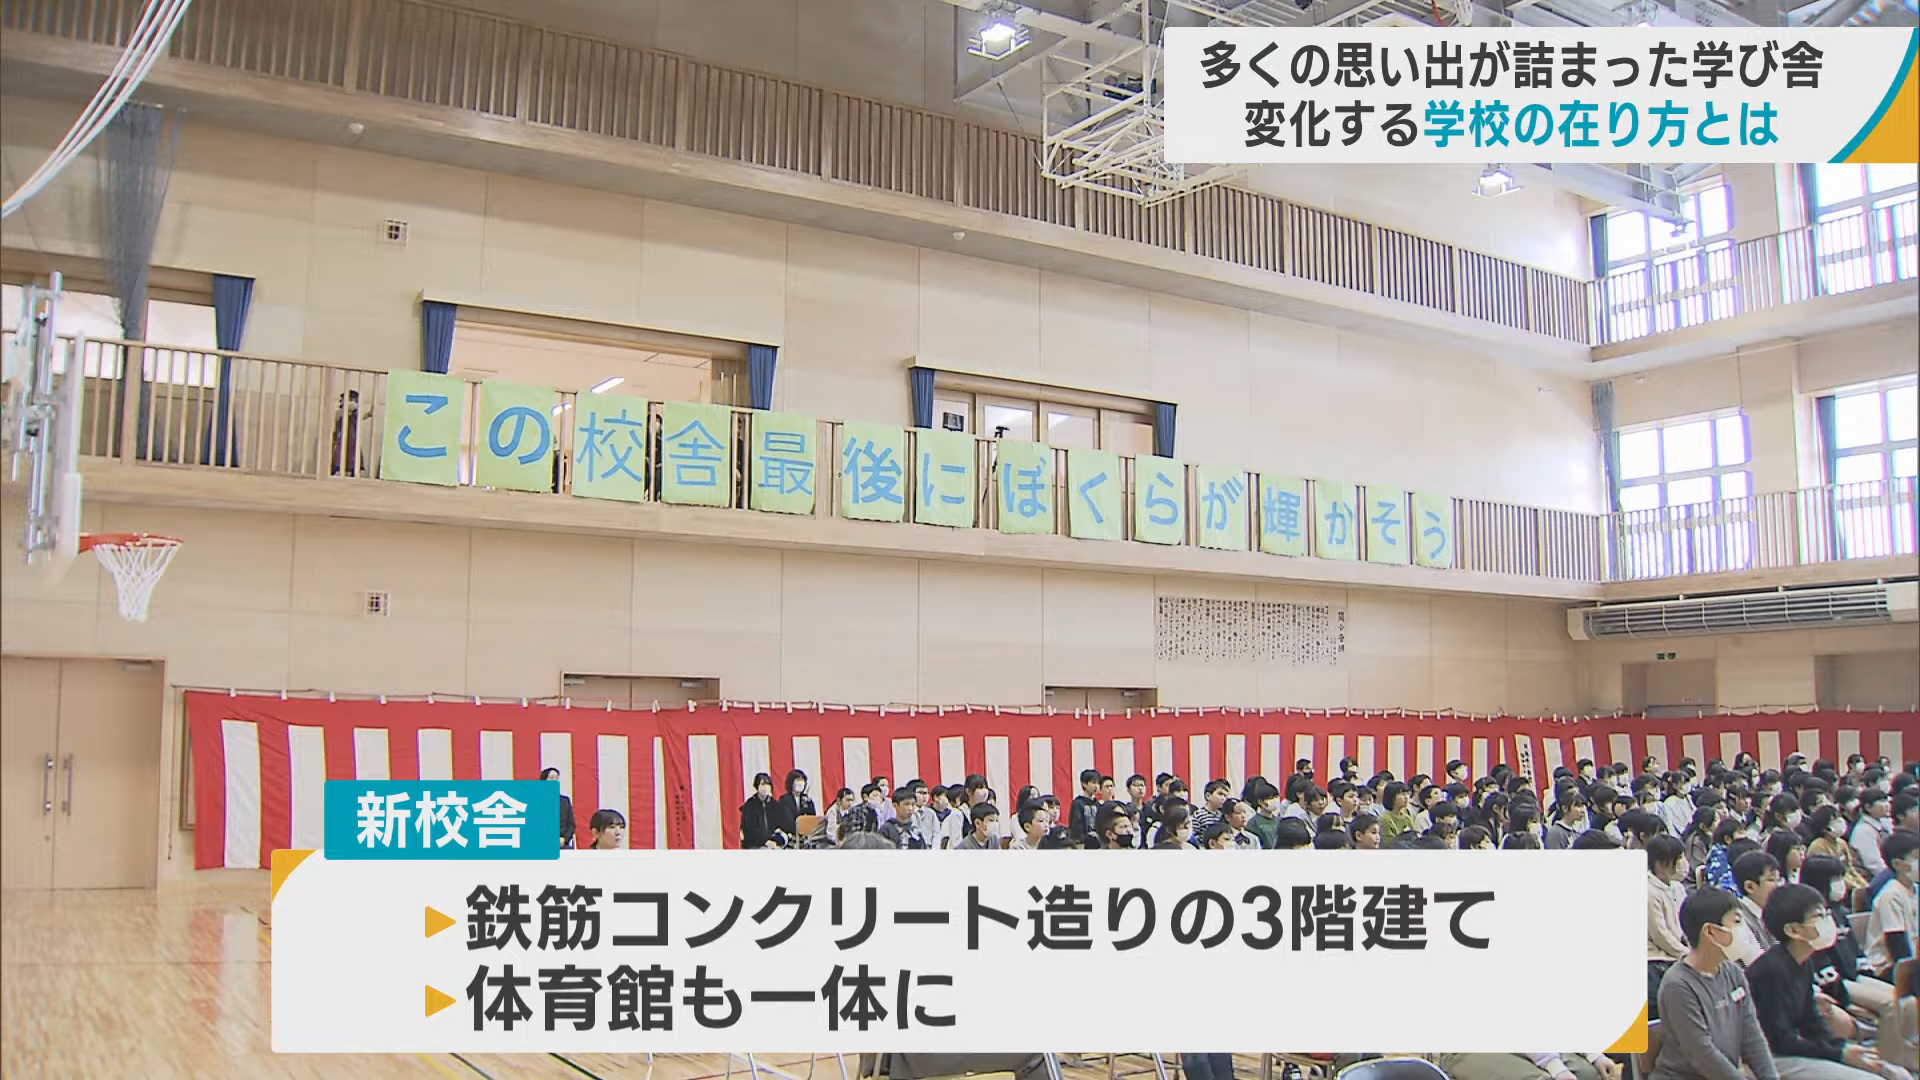 多くの思い出が詰まった学び舎
変化する学校の在り方とは
この校舎最後にぼくらが輝かそう
新校舎
鉄筋コンクリート造りの3階建て
体育館も一体に